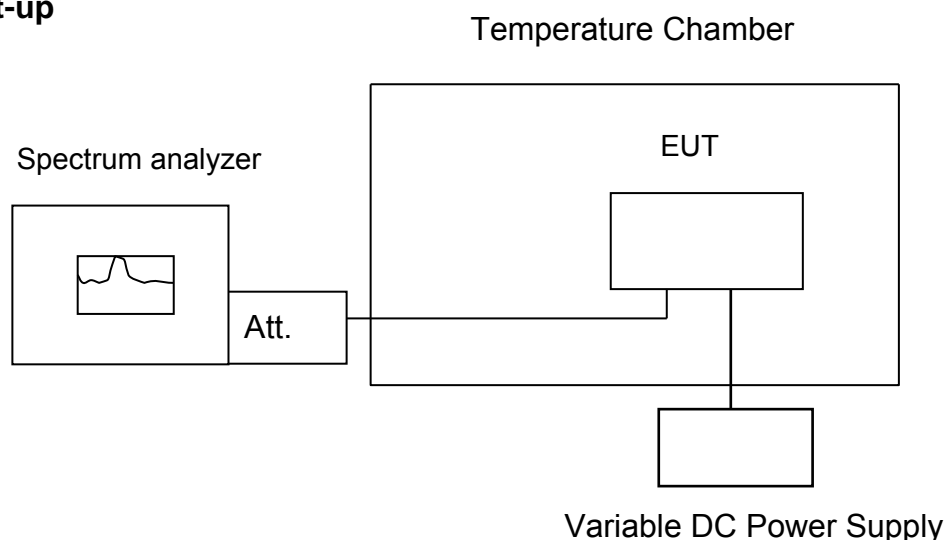 t-up
Temperature Chamber
EUT
Spectrum analyzer
Att.
Variable DC Power Supply